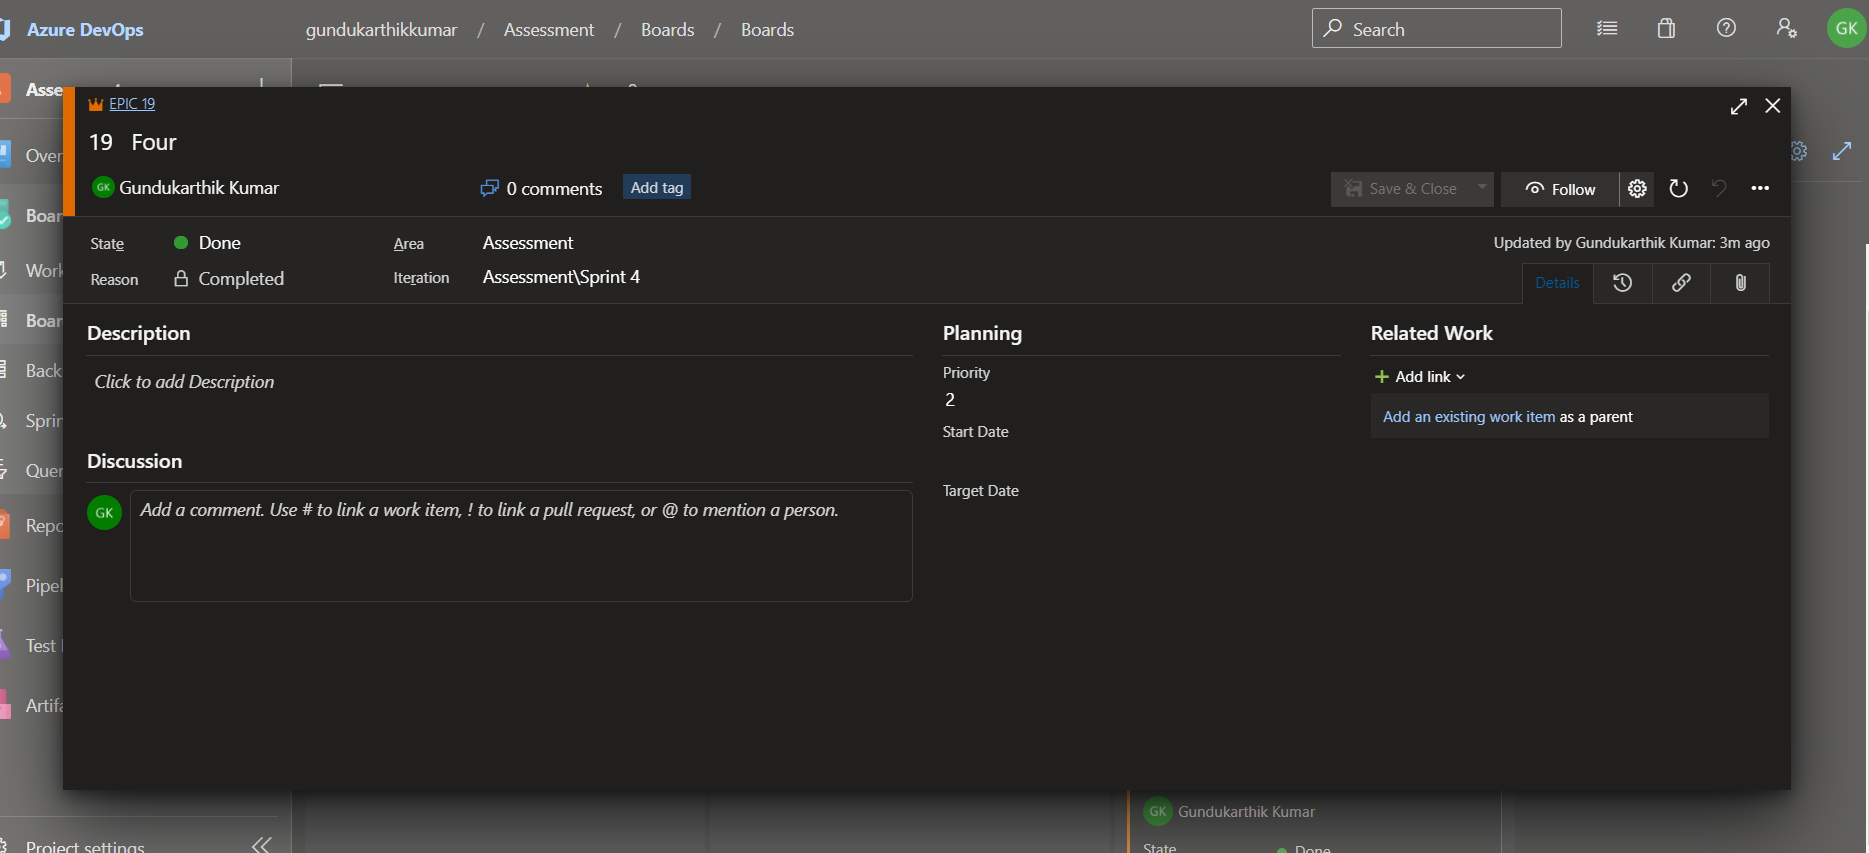 Azure DevOps
gundukarthikkumar / Assessment / Boards / Boards
Search
GK
EPIC 19
19 Four
GK Gundukarthik Kumar
0 comments
Add tag
Save & Close
Follow
State Done
Area Assessment
Updated by Gundukarthik Kumar: 3m ago
Reason Completed
Iteration Assessment\Sprint 4
Details
Description
Click to add Description
Discussion
GK
Add a comment. Use # to link a work item, ! to link a pull request, or @ to mention a person.
Planning
Priority
2
Start Date
Target Date
Related Work
Add link
Add an existing work item as a parent
Asse
Over
Boar
Work
Boar
Back
Sprin
Quer
Repo
Pipel
Test
Artifa
Project settings
GK Gundukarthik Kumar
State Done